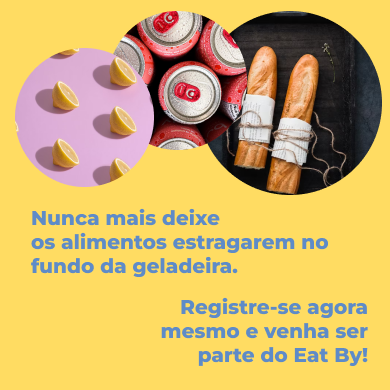 Nunca mais deixe
os alimentos estragarem no
fundo da geladeira.
Registre-se agora
mesmo e venha ser
parte do Eat By!